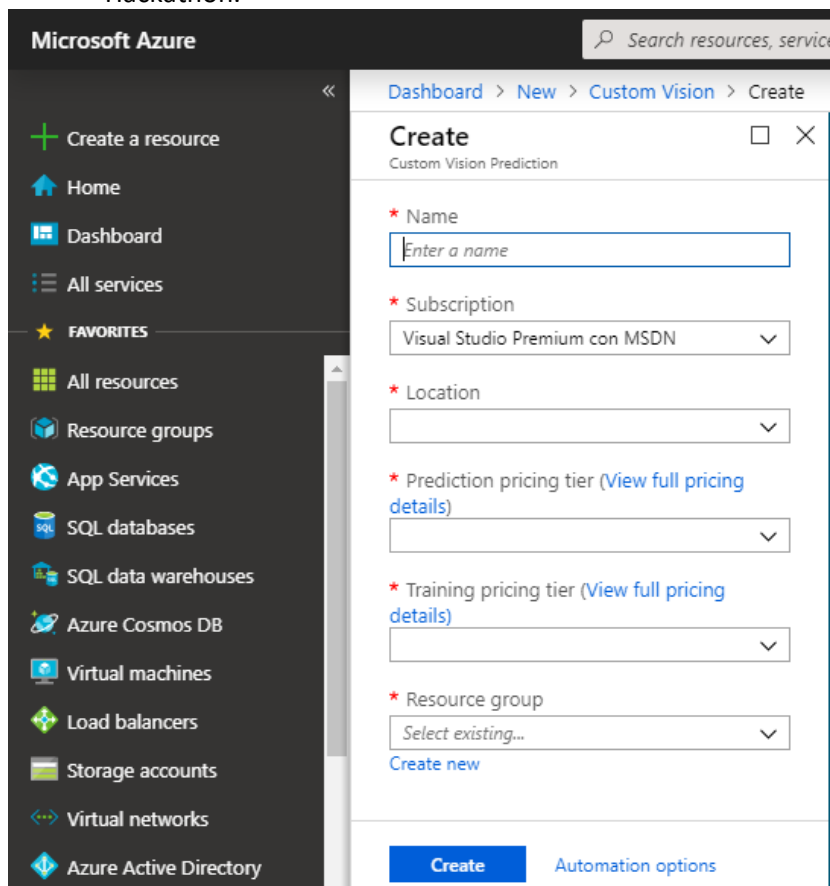 Hackathon.
Microsoft Azure
Search resources, service
«
Create a resource
Home
Dashboard
All services
FAVORITES
All resources
Resource groups
App Services
SQL databases
SQL data warehouses
Azure Cosmos DB
Virtual machines
Load balancers
Storage accounts
Virtual networks
Azure Active Directory
Dashboard > New > Custom Vision > Create
Create
Custom Vision Prediction
* Name
Enter a name
* Subscription
Visual Studio Premium con MSDN
* Location
* Prediction pricing tier (View full pricing
details)
* Training pricing tier (View full pricing
details)
* Resource group
Select existing...
Create new
Create
Automation options